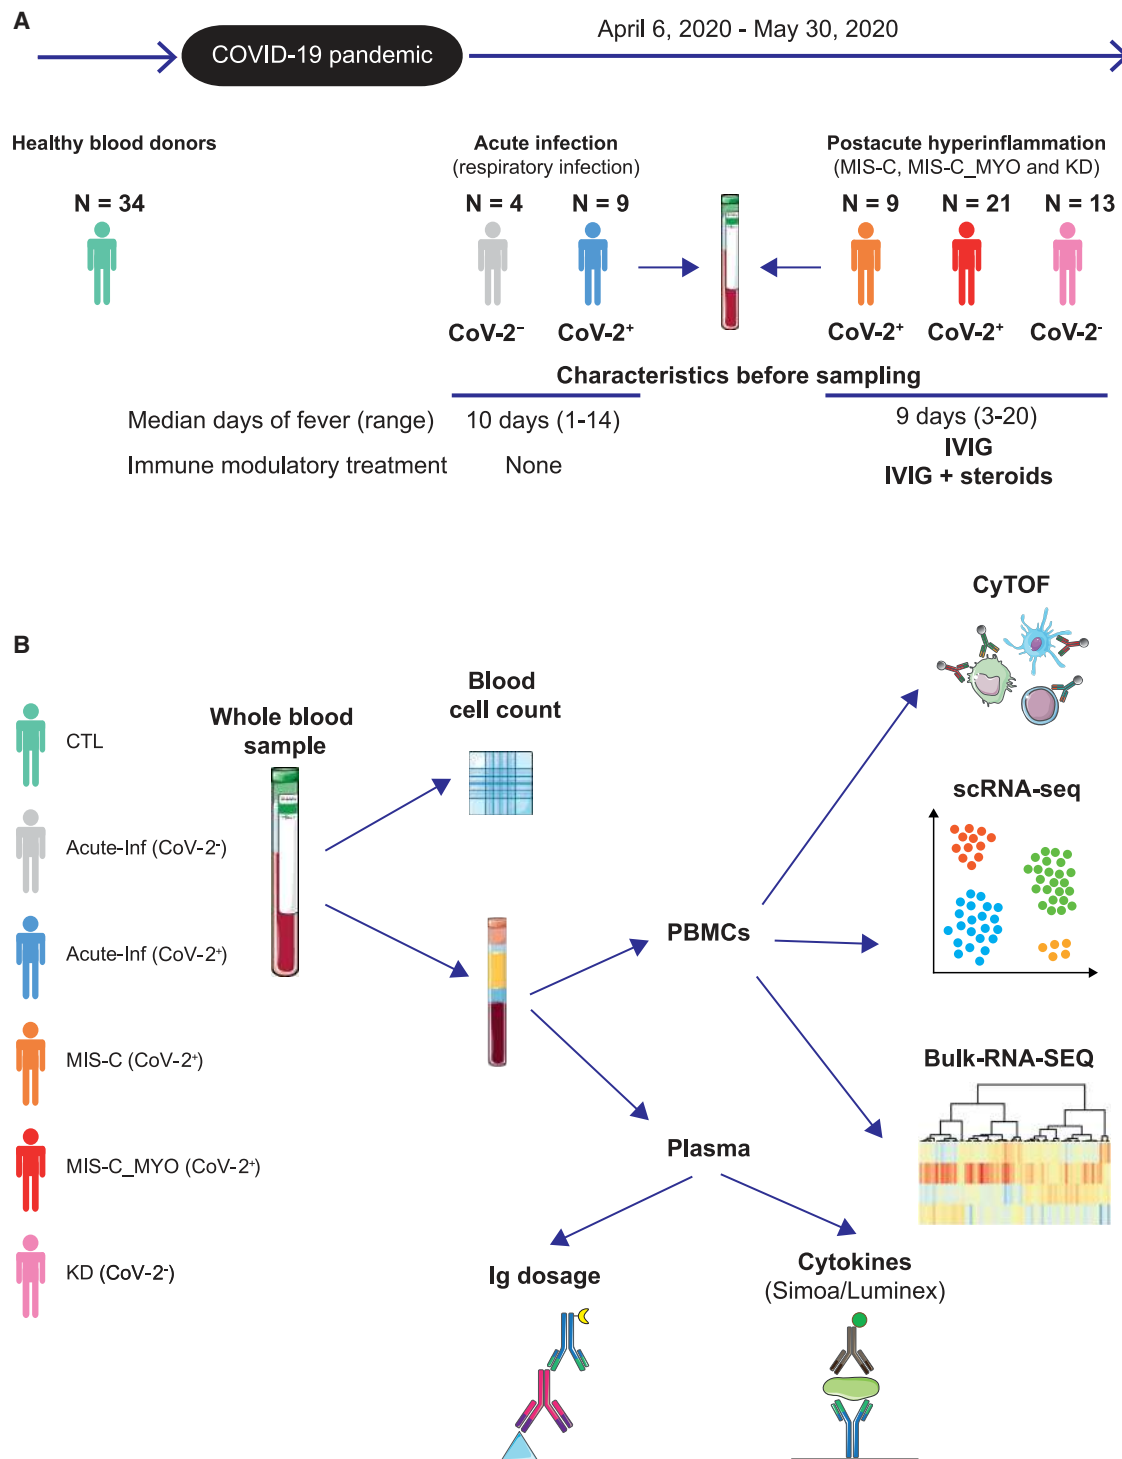 A
COVID-19 pandemic
April 6, 2020 - May 30, 2020
Healthy blood donors
Acute infection
(respiratory infection)
Postacute hyperinflammation
(MIS-C, MIS-C_MYO and KD)
N = 34
N = 4
N = 9
N = 9
N = 21
N = 13
CoV-2⁻
CoV-2⁺
CoV-2⁺
CoV-2⁺
CoV-2⁻
Characteristics before sampling
Median days of fever (range)
10 days (1-14)
9 days (3-20)
Immune modulatory treatment
None
IVIG
IVIG + steroids
B
CTL
Acute-Inf (CoV-2⁻)
Acute-Inf (CoV-2⁺)
MIS-C (CoV-2⁺)
MIS-C_MYO (CoV-2⁺)
KD (CoV-2⁻)
Whole blood
sample
Blood
cell count
PBMCs
Plasma
CyTOF
scRNA-seq
Bulk-RNA-SEQ
Ig dosage
Cytokines
(Simoa/Luminex)